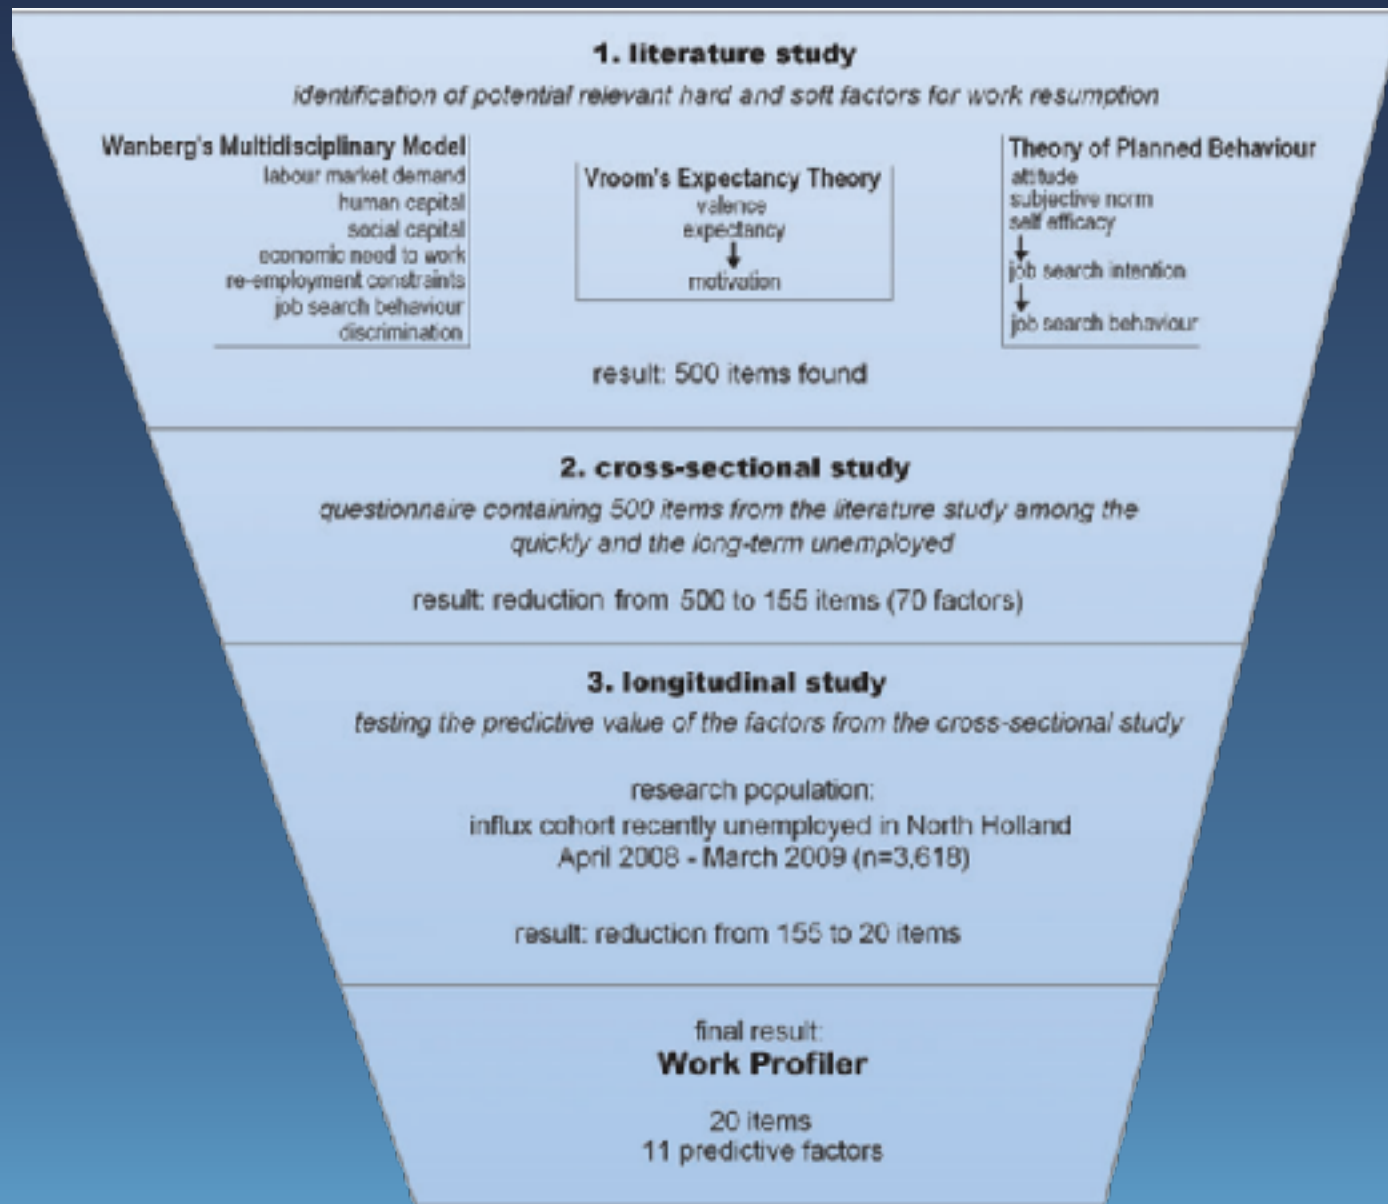 1. literature study
identification of potential relevant hard and soft factors for work resumption
Wanberg's Multidisciplinary Model
labour market demand
human capital
social capital
economic need to work
re-employment constraints
job search behaviour
discrimination
Vroom's Expectancy Theory
valence
expectancy
motivation
Theory of Planned Behaviour
attitude
subjective norm
self efficacy
job search intention
job search behaviour
result: 500 items found
2. cross-sectional study
questionnaire containing 500 items from the literature study among the
quickly and the long-term unemployed
result: reduction from 500 to 155 items (70 factors)
3. longitudinal study
testing the predictive value of the factors from the cross-sectional study
research population:
influx cohort recently unemployed in North Holland
April 2008 - March 2009 (n=3,618)
result: reduction from 155 to 20 items
final result:
Work Profiler
20 items
11 predictive factors